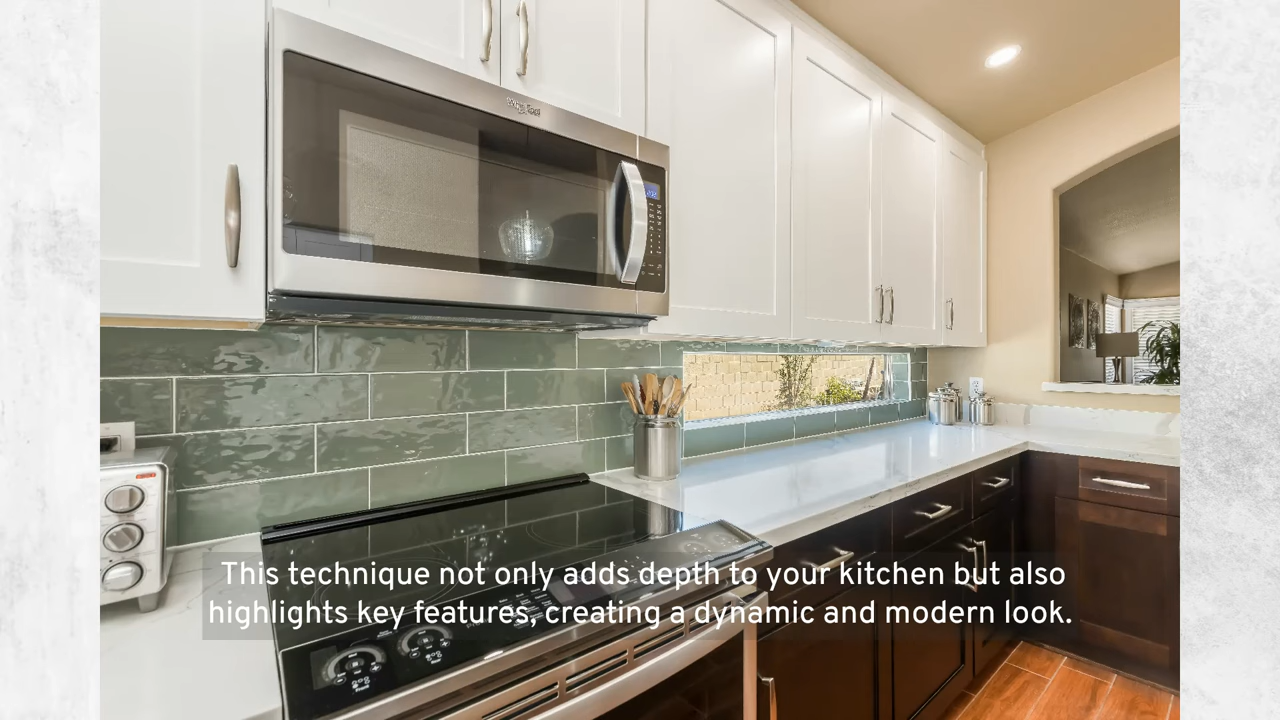 This technique not only adds depth to your kitchen but also
highlights key features, creating a dynamic and modern look.